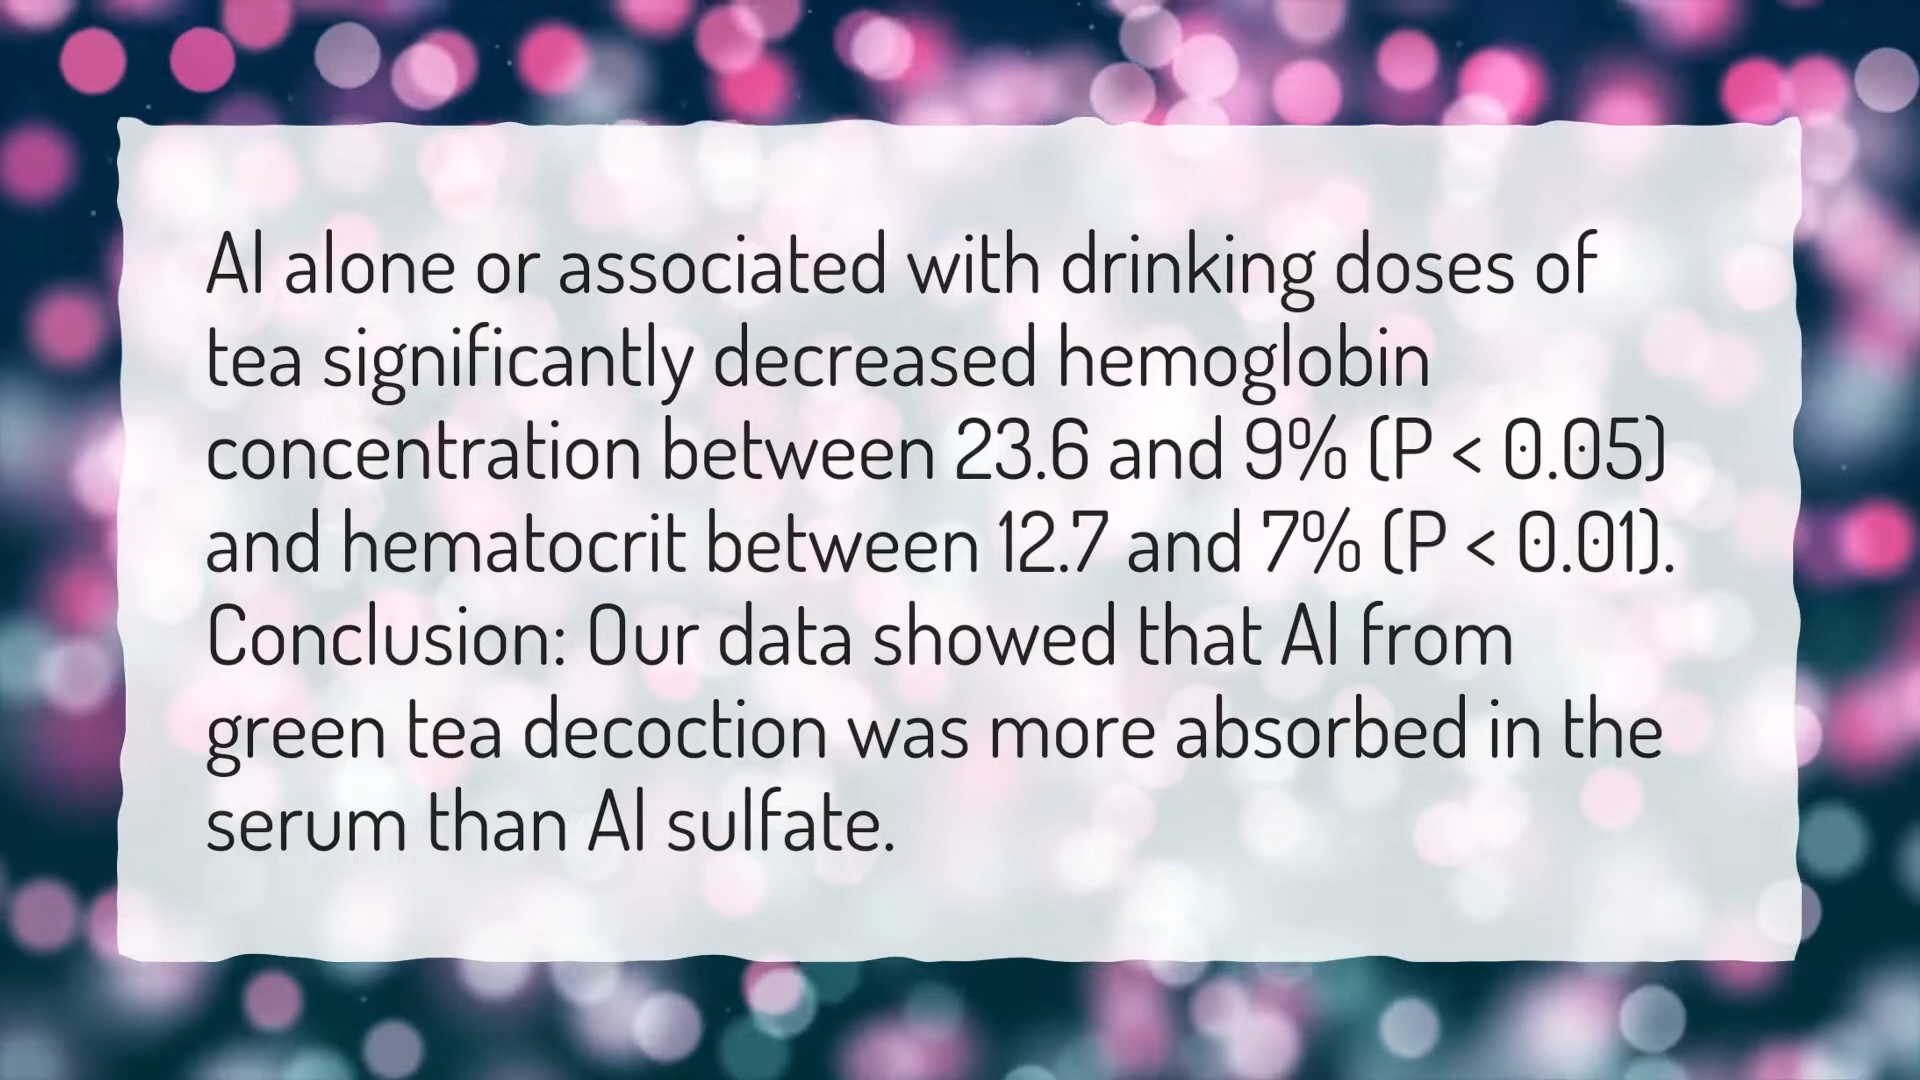 Al alone or associated with drinking doses of
tea significantly decreased hemoglobin
concentration between 23.6 and 9% (P < 0.05)
and hematocrit between 12.7 and 7% (P < 0.01).
Conclusion: Our data showed that Al from
green tea decoction was more absorbed in the
serum than Al sulfate.